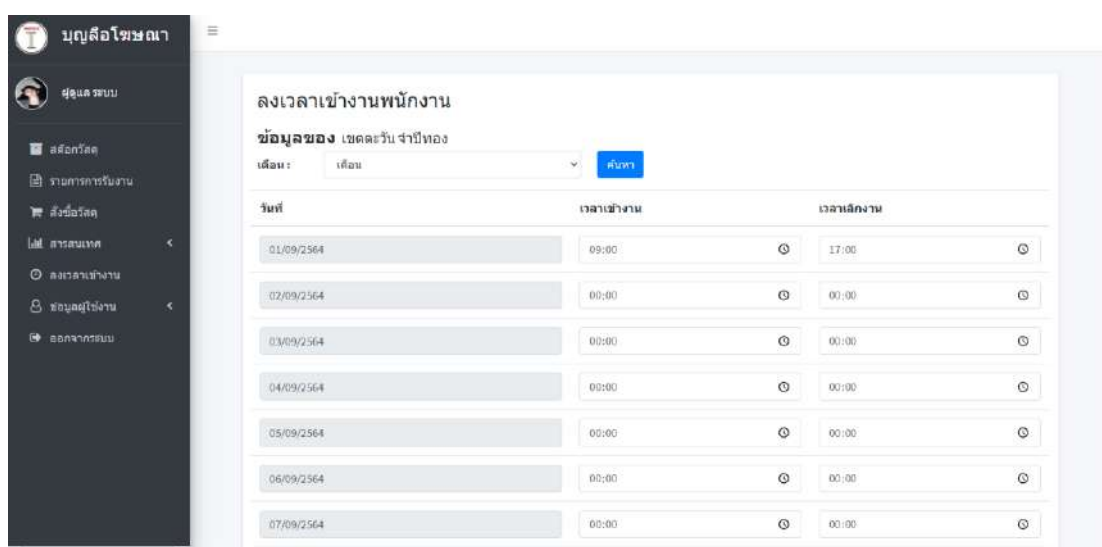 บุญลือโฆษณา
ผู้ดูแล ระบบ
สต๊อกวัสดุ
รายการการรับงาน
สั่งซื้อวัสดุ
สารสนเทศ
ลงเวลาเข้างาน
ข้อมูลผู้ใช้งาน
ออกจากระบบ
ลงเวลาเข้างานพนักงาน
ข้อมูลของ เขตตะวัน จำปีทอง
เดือน : เดือน ค้นหา
วันที่ เวลาเข้างาน เวลาเลิกงาน
01/09/2564 09:00 17:00
02/09/2564 00:00 00:00
03/09/2564 00:00 00:00
04/09/2564 00:00 00:00
05/09/2564 00:00 00:00
06/09/2564 00:00 00:00
07/09/2564 00:00 00:00